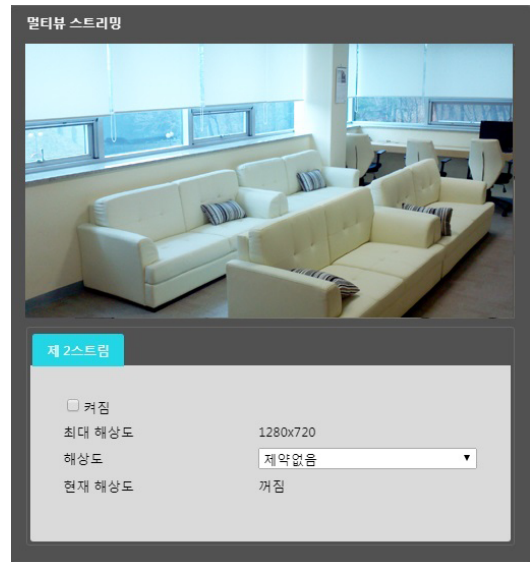 멀티뷰 스트리밍
제 2스트림
켜짐
최대 해상도 1280x720
해상도 제약없음
현재 해상도 꺼짐